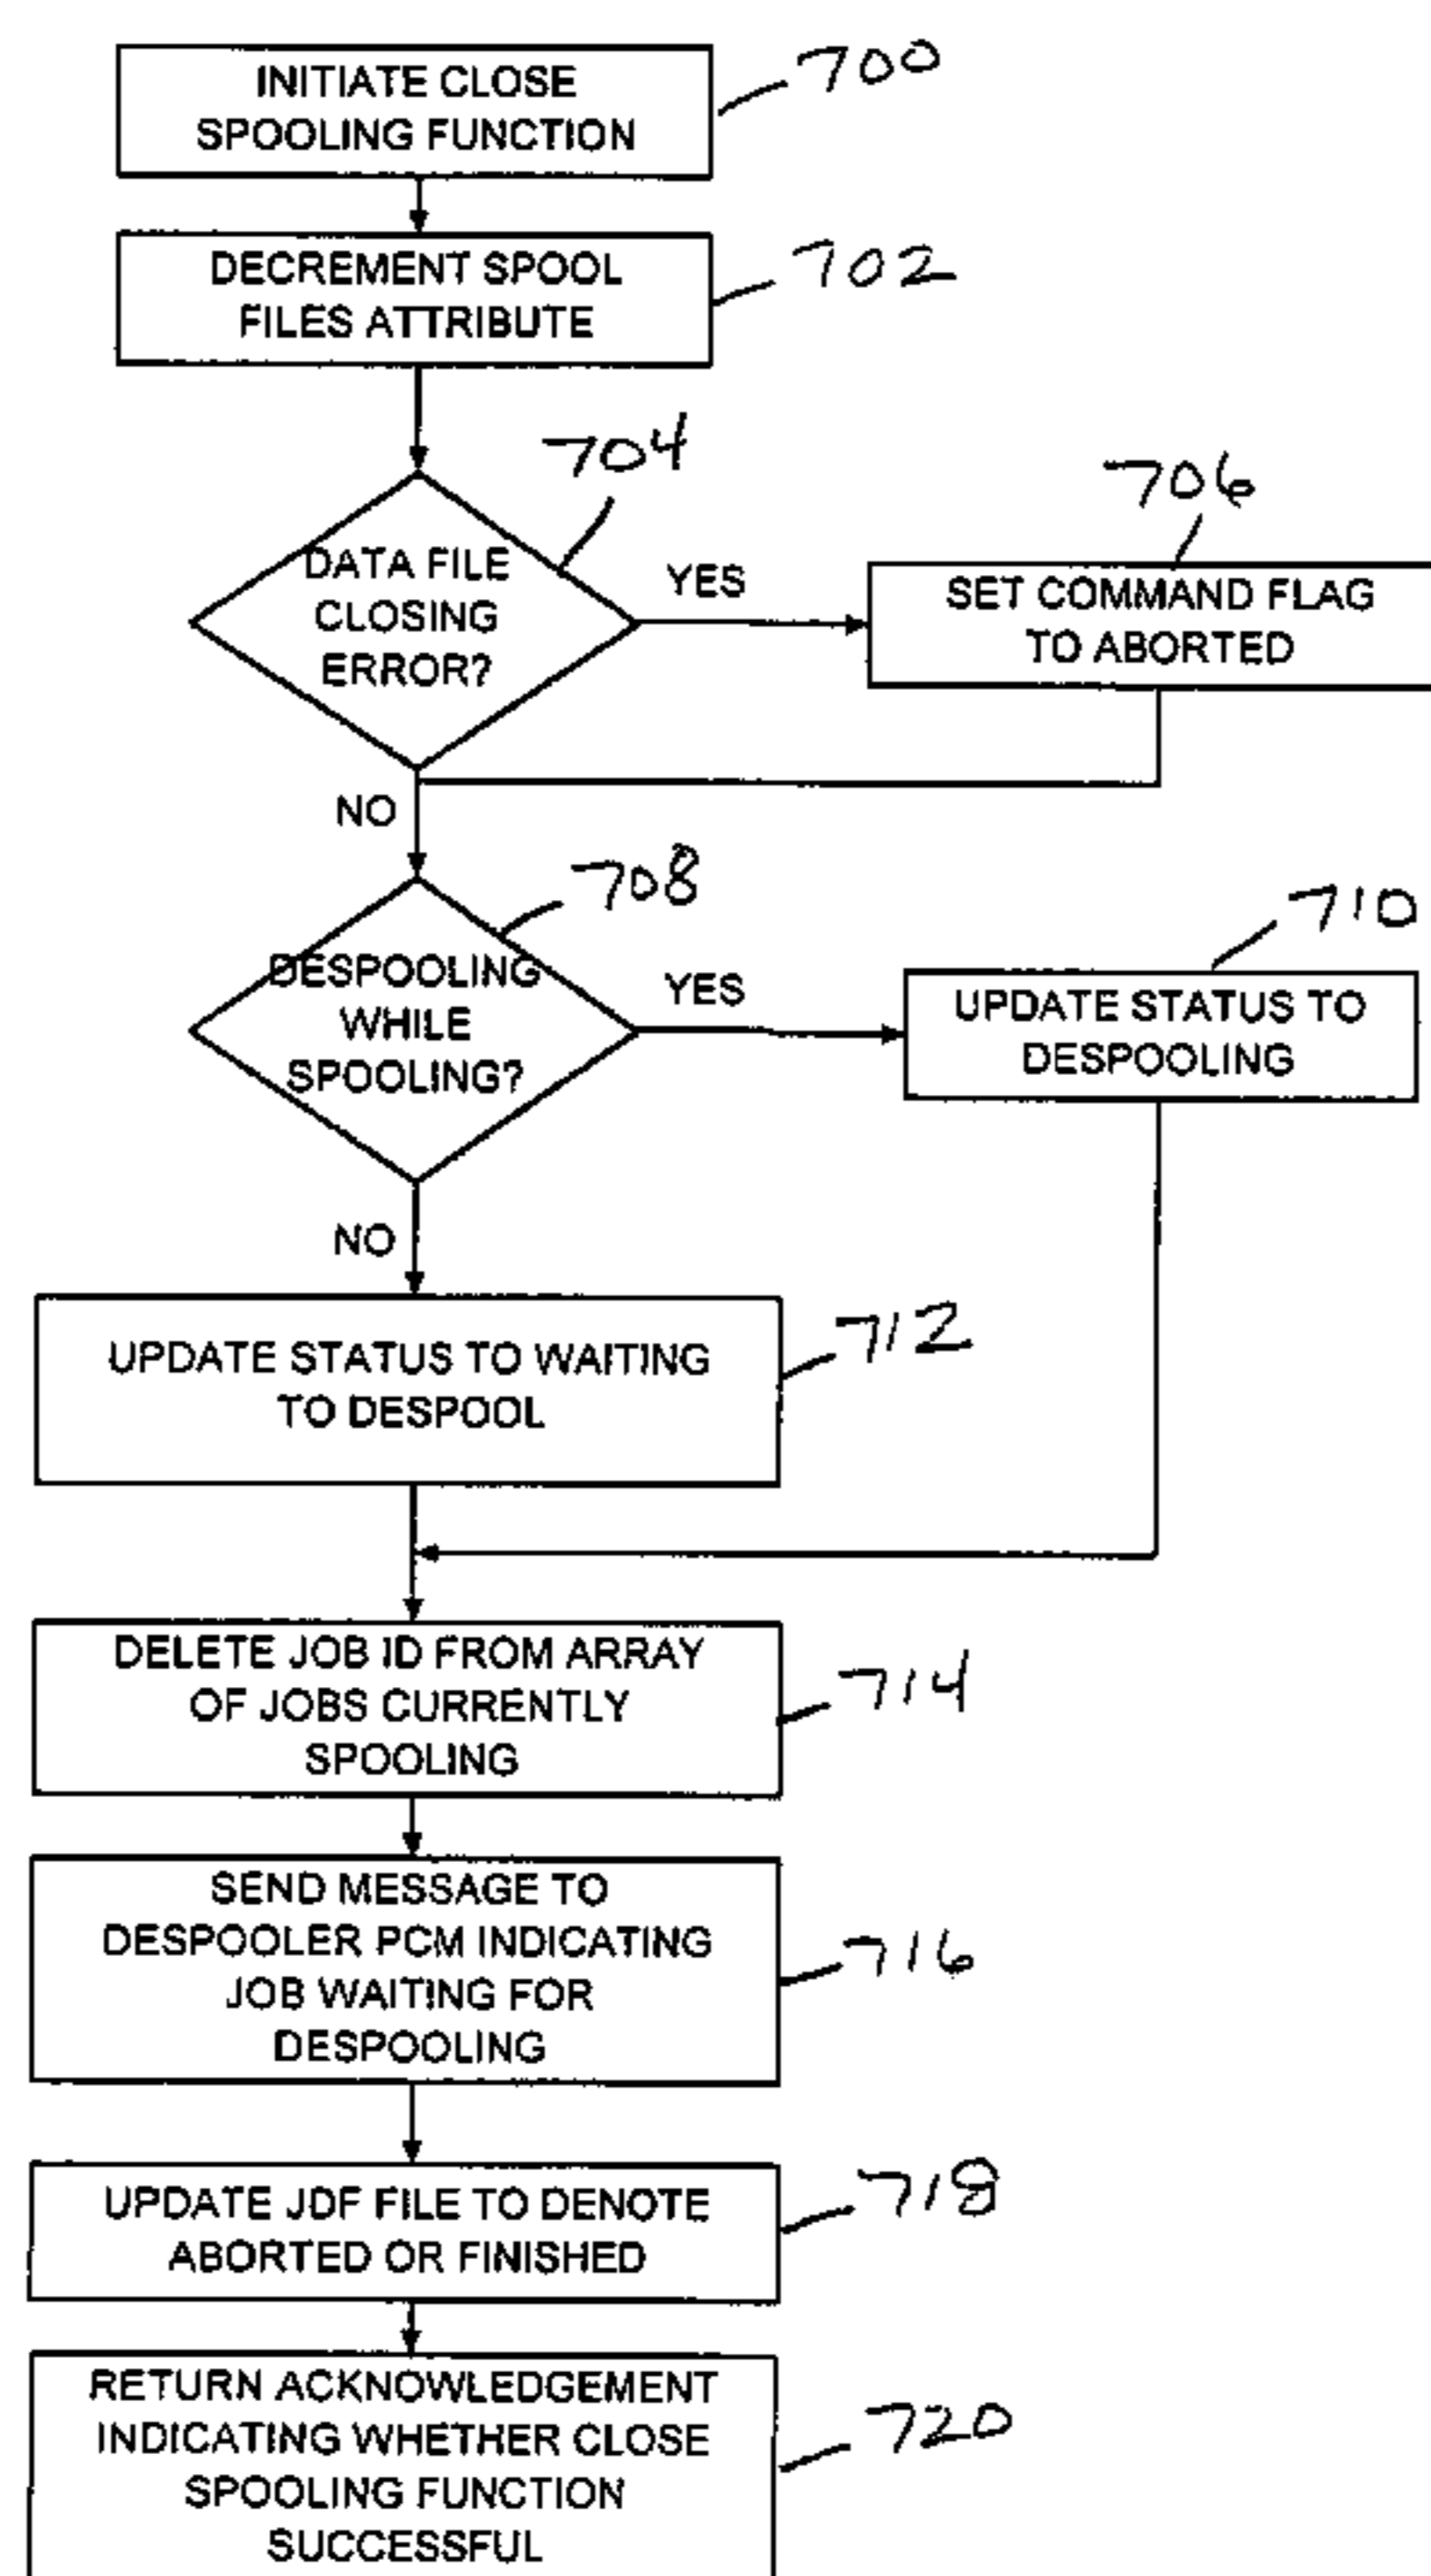 INITIATE CLOSE
SPOOLING FUNCTION
700
DECREMENT SPOOL
FILES ATTRIBUTE
702
704
DATA FILE
CLOSING
ERROR?
YES
706
SET COMMAND FLAG
TO ABORTED
NO
708
DESPOOLING
WHILE
SPOOLING?
YES
710
UPDATE STATUS TO
DESPOOLING
NO
UPDATE STATUS TO WAITING
TO DESPOOL
712
DELETE JOB ID FROM ARRAY
OF JOBS CURRENTLY
SPOOLING
714
SEND MESSAGE TO
DESPOOLER PCM INDICATING
JOB WAITING FOR
DESPOOLING
716
UPDATE JDF FILE TO DENOTE
ABORTED OR FINISHED
718
RETURN ACKNOWLEDGEMENT
INDICATING WHETHER CLOSE
SPOOLING FUNCTION
SUCCESSFUL
720